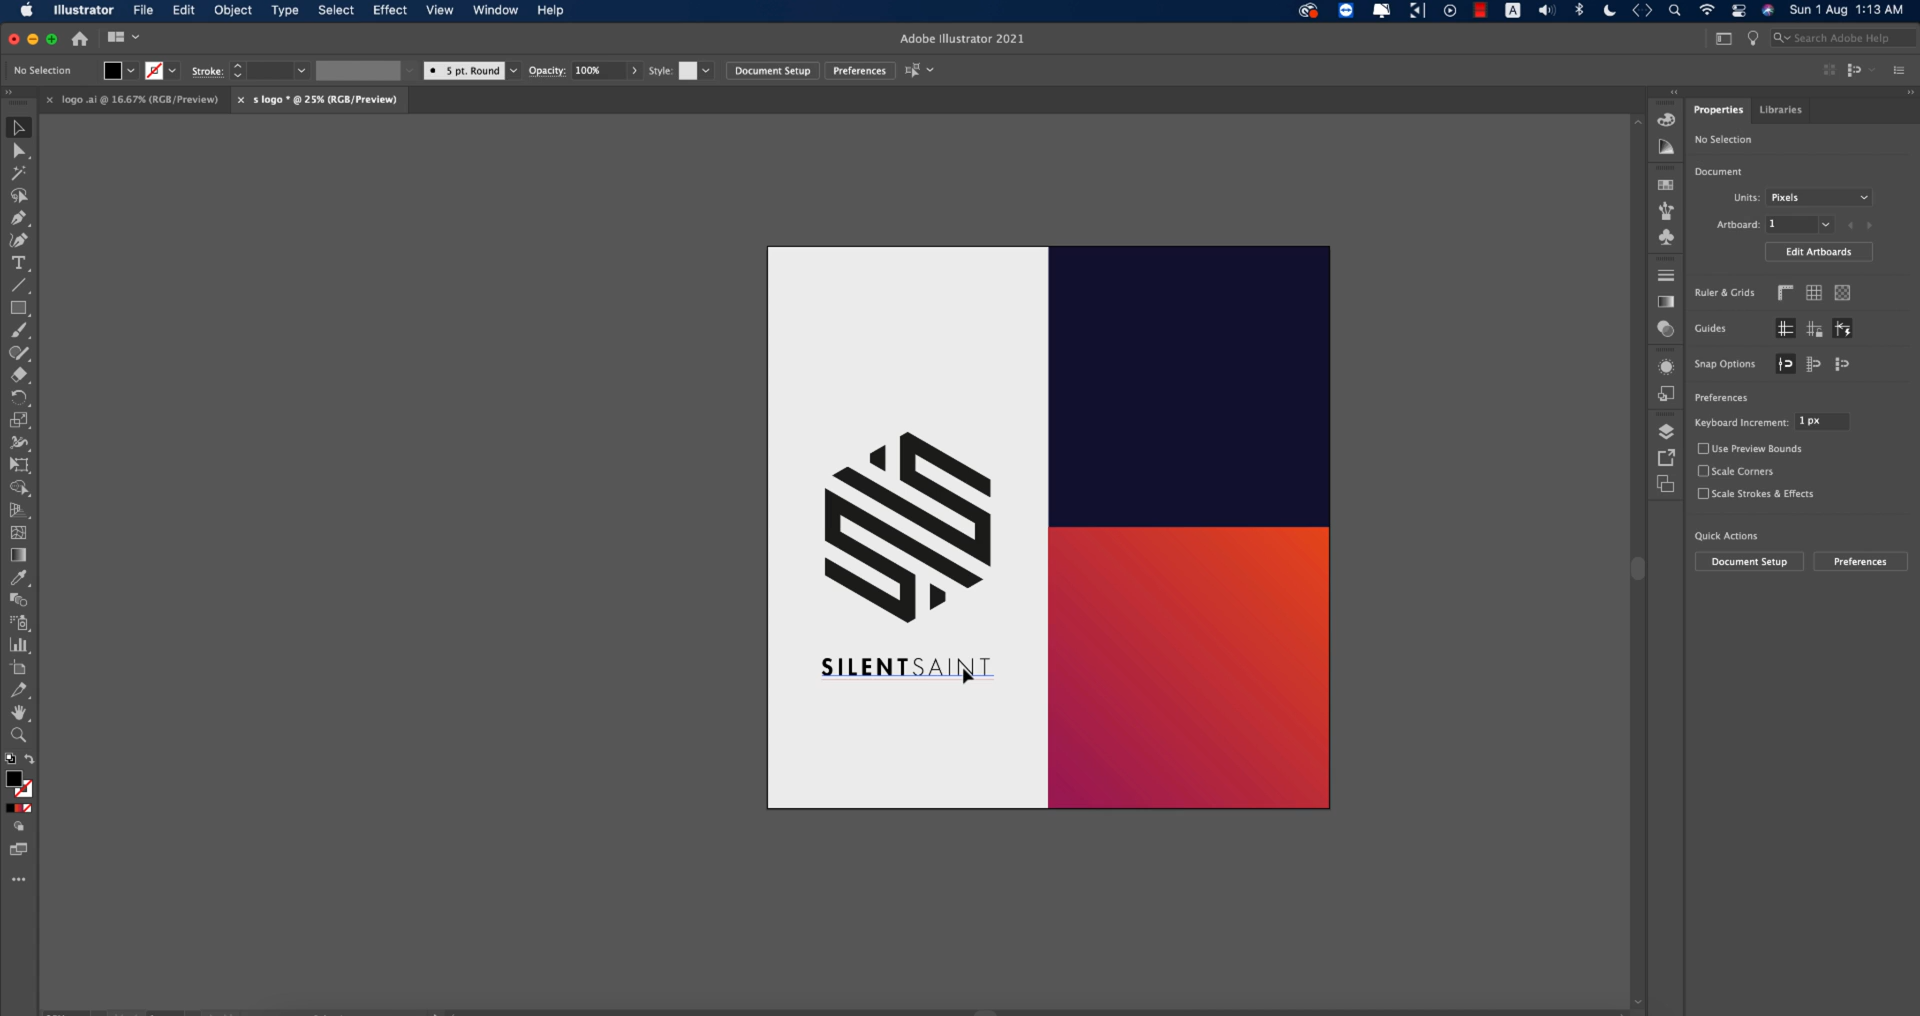 Illustrator File Edit Object Type Select Effect View Window Help
A
Sun 1 Aug 1:13 AM
Adobe Illustrator 2021
Search Adobe Help
No Selection
Stroke:
5 pt. Round
Opacity: 100%
Style:
Document Setup
Preferences
logo .ai @ 16.67% (RGB/Preview)
s logo * @ 25% (RGB/Preview)
Properties
Libraries
No Selection
Document
Units: Pixels
Artboard: 1
Edit Artboards
Ruler & Grids
Guides
Snap Options
Preferences
Keyboard Increment: 1 px
Use Preview Bounds
Scale Corners
Scale Strokes & Effects
Quick Actions
Document Setup
Preferences
SILENTSAINT